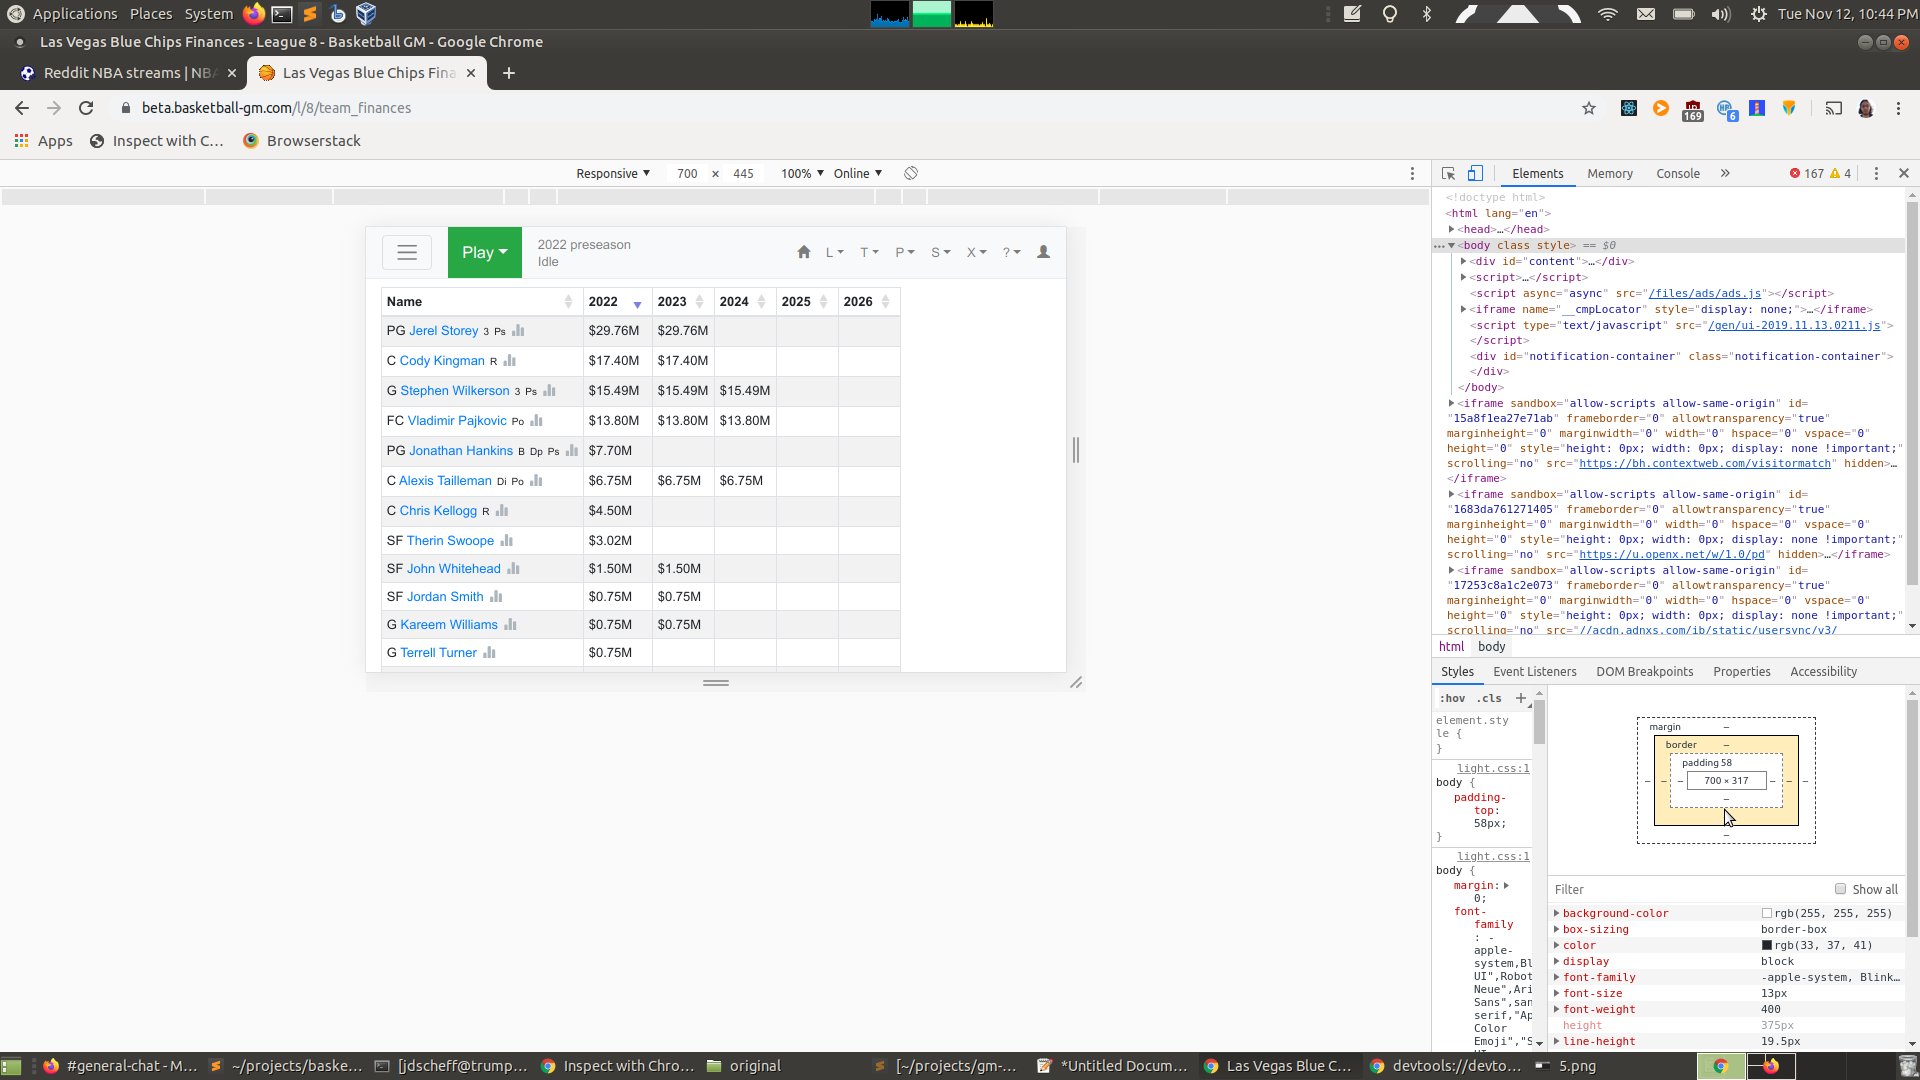 Applications Places System Tue Nov 12, 10:44 PM
Las Vegas Blue Chips Finances - League 8 - Basketball GM - Google Chrome
Reddit NBA streams | NBA Las Vegas Blue Chips Fina
beta.basketball-gm.com/l/8/team_finances 169 6
Apps Inspect with C... Browserstack
Responsive 700 × 445 100% Online
Play 2022 preseason
Idle
L T P S X ?
Name 2022 2023 2024 2025 2026
PG Jerel Storey 3 Ps $29.76M $29.76M
C Cody Kingman R $17.40M $17.40M
G Stephen Wilkerson 3 Ps $15.49M $15.49M $15.49M
FC Vladimir Pajkovic Po $13.80M $13.80M $13.80M
PG Jonathan Hankins B Dp Ps $7.70M
C Alexis Tailleman Di Po $6.75M $6.75M $6.75M
C Chris Kellogg R $4.50M
SF Therin Swoope $3.02M
SF John Whitehead $1.50M $1.50M
SF Jordan Smith $0.75M $0.75M
G Kareem Williams $0.75M $0.75M
G Terrell Turner $0.75M
Elements Memory Console » 167 4
<!doctype html>
<html lang="en">
<head>…</head>
<body class style> == $0
<div id="content">…</div>
<script>…</script>
<script async="async" src="/files/ads/ads.js"></script>
<iframe name="__cmpLocator" style="display: none;">…</iframe>
<script type="text/javascript" src="/gen/ui-2019.11.13.0211.js">
</script>
<div id="notification-container" class="notification-container">
</div>
</body>
<iframe sandbox="allow-scripts allow-same-origin" id=
"15a8f1ea27e71ab" frameborder="0" allowtransparency="true"
marginheight="0" marginwidth="0" width="0" hspace="0" vspace="0"
height="0" style="height: 0px; width: 0px; display: none !important;"
scrolling="no" src="https://bh.contextweb.com/visitormatch" hidden>…
</iframe>
<iframe sandbox="allow-scripts allow-same-origin" id=
"1683da761271405" frameborder="0" allowtransparency="true"
marginheight="0" marginwidth="0" width="0" hspace="0" vspace="0"
height="0" style="height: 0px; width: 0px; display: none !important;"
scrolling="no" src="https://u.openx.net/w/1.0/pd" hidden>…</iframe>
<iframe sandbox="allow-scripts allow-same-origin" id=
"17253c8a1c2e073" frameborder="0" allowtransparency="true"
marginheight="0" marginwidth="0" width="0" hspace="0" vspace="0"
height="0" style="height: 0px; width: 0px; display: none !important;"
scrolling="no" src="//acdn.adnxs.com/ib/static/usersync/v3/
html body
Styles Event Listeners DOM Breakpoints Properties Accessibility
:hov .cls +
element.sty
le {
}
light.css:1
body {
padding-
top:
58px;
}
light.css:1
body {
margin:
0;
font-
family
: -
apple-
system,Bl
UI",Robot
Neue",Ari
Sans",san
serif,"Ap
Color
Emoji","S
margin –
border –
padding 58
– – – 700 × 317 – – –
–
–
Filter Show all
background-color rgb(255, 255, 255)
box-sizing border-box
color rgb(33, 37, 41)
display block
font-family -apple-system, Blink…
font-size 13px
font-weight 400
height 375px
line-height 19.5px
#general-chat - M... ~/projects/baske... [jdscheff@trump... Inspect with Chro... original [~/projects/gm-... *Untitled Docum... Las Vegas Blue C... devtools://devto... 5.png